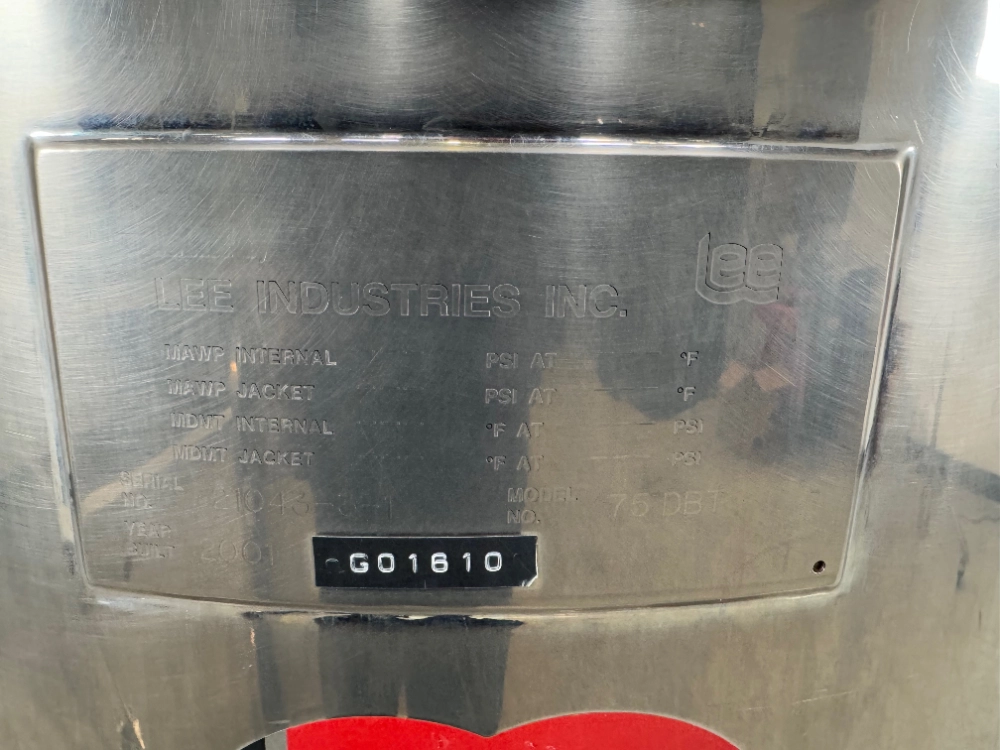 Lee
LEE INDUSTRIES INC.
MAWP INTERNAL PSI AT °F
MAWP JACKET PSI AT °F
MDMT INTERNAL °F AT PSI
MDMT JACKET °F AT PSI
SERIAL NO. MODEL NO. 75 DBT
YEAR BUILT 2001
G01610